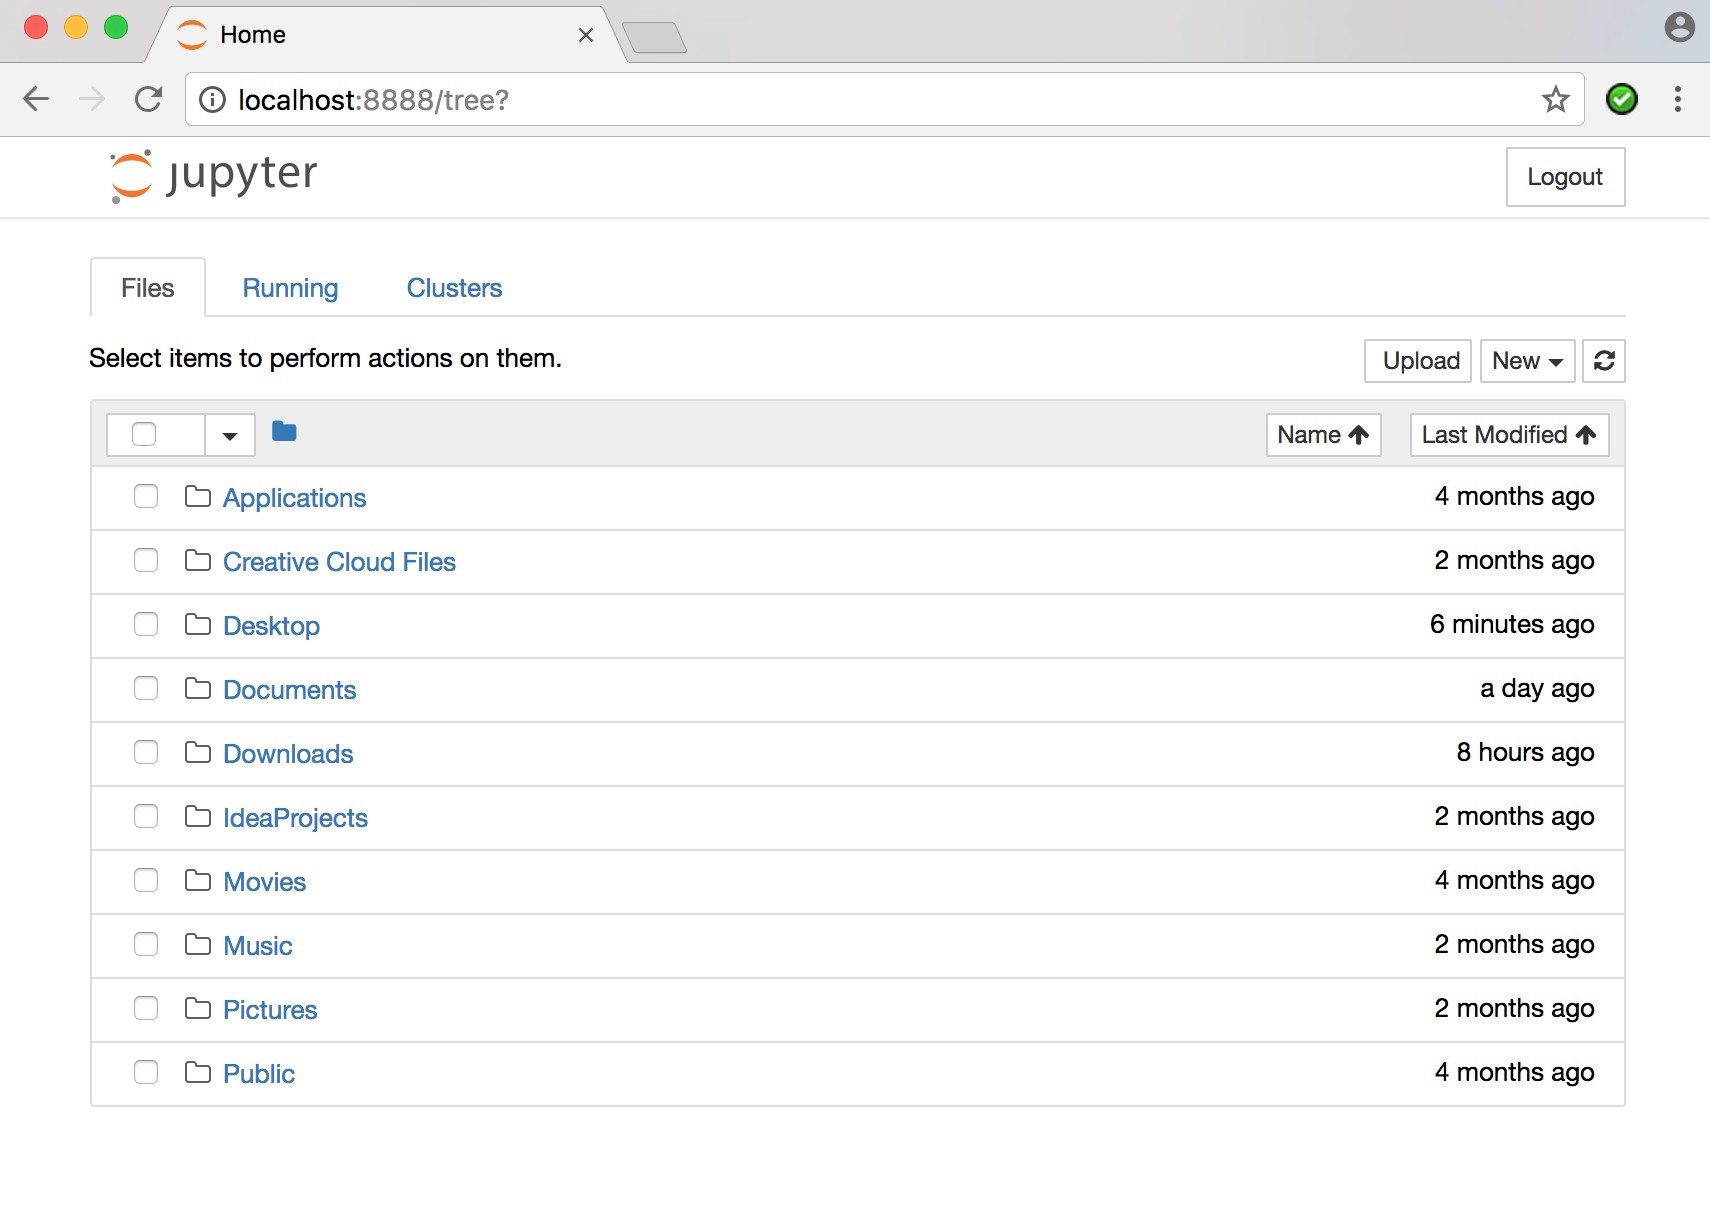 Home
localhost:8888/tree?
jupyter
Logout
Files Running Clusters
Select items to perform actions on them.
Upload New
Name Last Modified
Applications 4 months ago
Creative Cloud Files 2 months ago
Desktop 6 minutes ago
Documents a day ago
Downloads 8 hours ago
IdeaProjects 2 months ago
Movies 4 months ago
Music 2 months ago
Pictures 2 months ago
Public 4 months ago